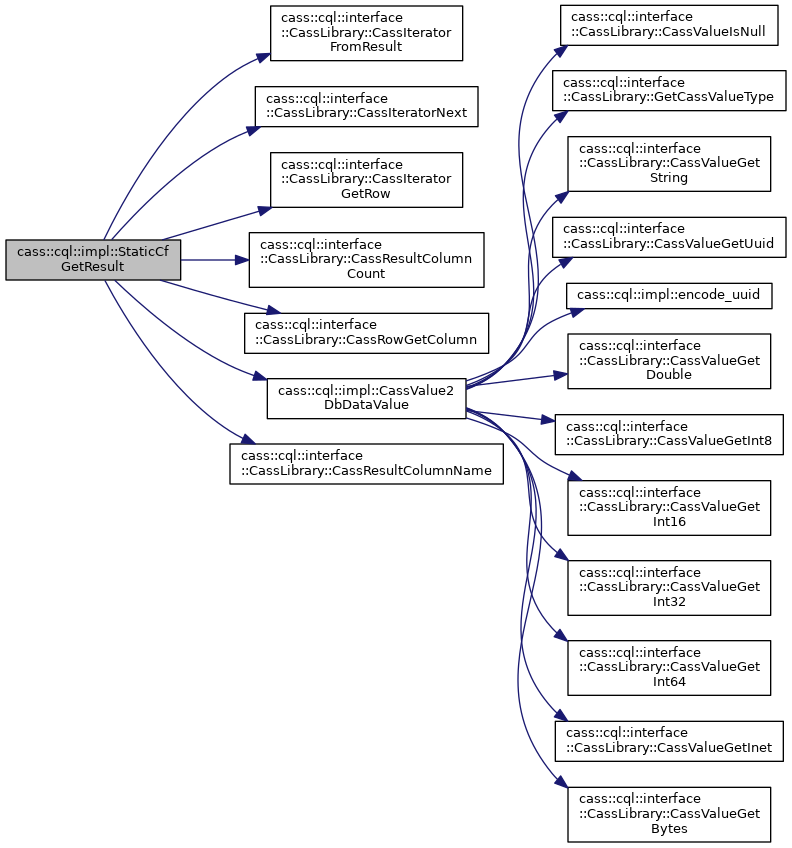 cass::cql::impl::StaticCf
GetResult
cass::cql::interface
::CassLibrary::CassIterator
FromResult
cass::cql::interface
::CassLibrary::CassIteratorNext
cass::cql::interface
::CassLibrary::CassIterator
GetRow
cass::cql::interface
::CassLibrary::CassResultColumn
Count
cass::cql::interface
::CassLibrary::CassRowGetColumn
cass::cql::impl::CassValue2
DbDataValue
cass::cql::interface
::CassLibrary::CassResultColumnName
cass::cql::interface
::CassLibrary::CassValueIsNull
cass::cql::interface
::CassLibrary::GetCassValueType
cass::cql::interface
::CassLibrary::CassValueGet
String
cass::cql::interface
::CassLibrary::CassValueGetUuid
cass::cql::impl::encode_uuid
cass::cql::interface
::CassLibrary::CassValueGet
Double
cass::cql::interface
::CassLibrary::CassValueGetInt8
cass::cql::interface
::CassLibrary::CassValueGet
Int16
cass::cql::interface
::CassLibrary::CassValueGet
Int32
cass::cql::interface
::CassLibrary::CassValueGet
Int64
cass::cql::interface
::CassLibrary::CassValueGetInet
cass::cql::interface
::CassLibrary::CassValueGet
Bytes